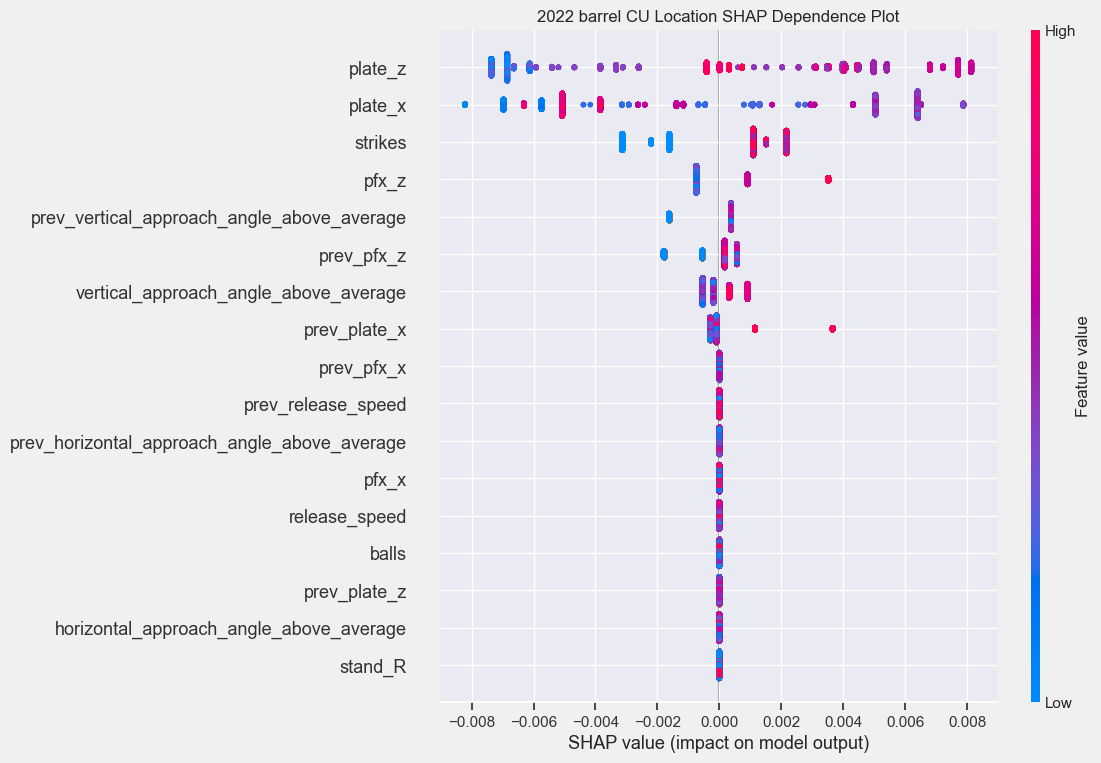 2022 barrel CU Location SHAP Dependence Plot
High
plate_z
plate_x
strikes
pfx_z
prev_vertical_approach_angle_above_average
prev_pfx_z
vertical_approach_angle_above_average
prev_plate_x
prev_pfx_x
prev_release_speed
prev_horizontal_approach_angle_above_average
pfx_x
release_speed
balls
prev_plate_z
horizontal_approach_angle_above_average
stand_R
Feature value
Low
−0.008 −0.006 −0.004 −0.002 0.000 0.002 0.004 0.006 0.008
SHAP value (impact on model output)